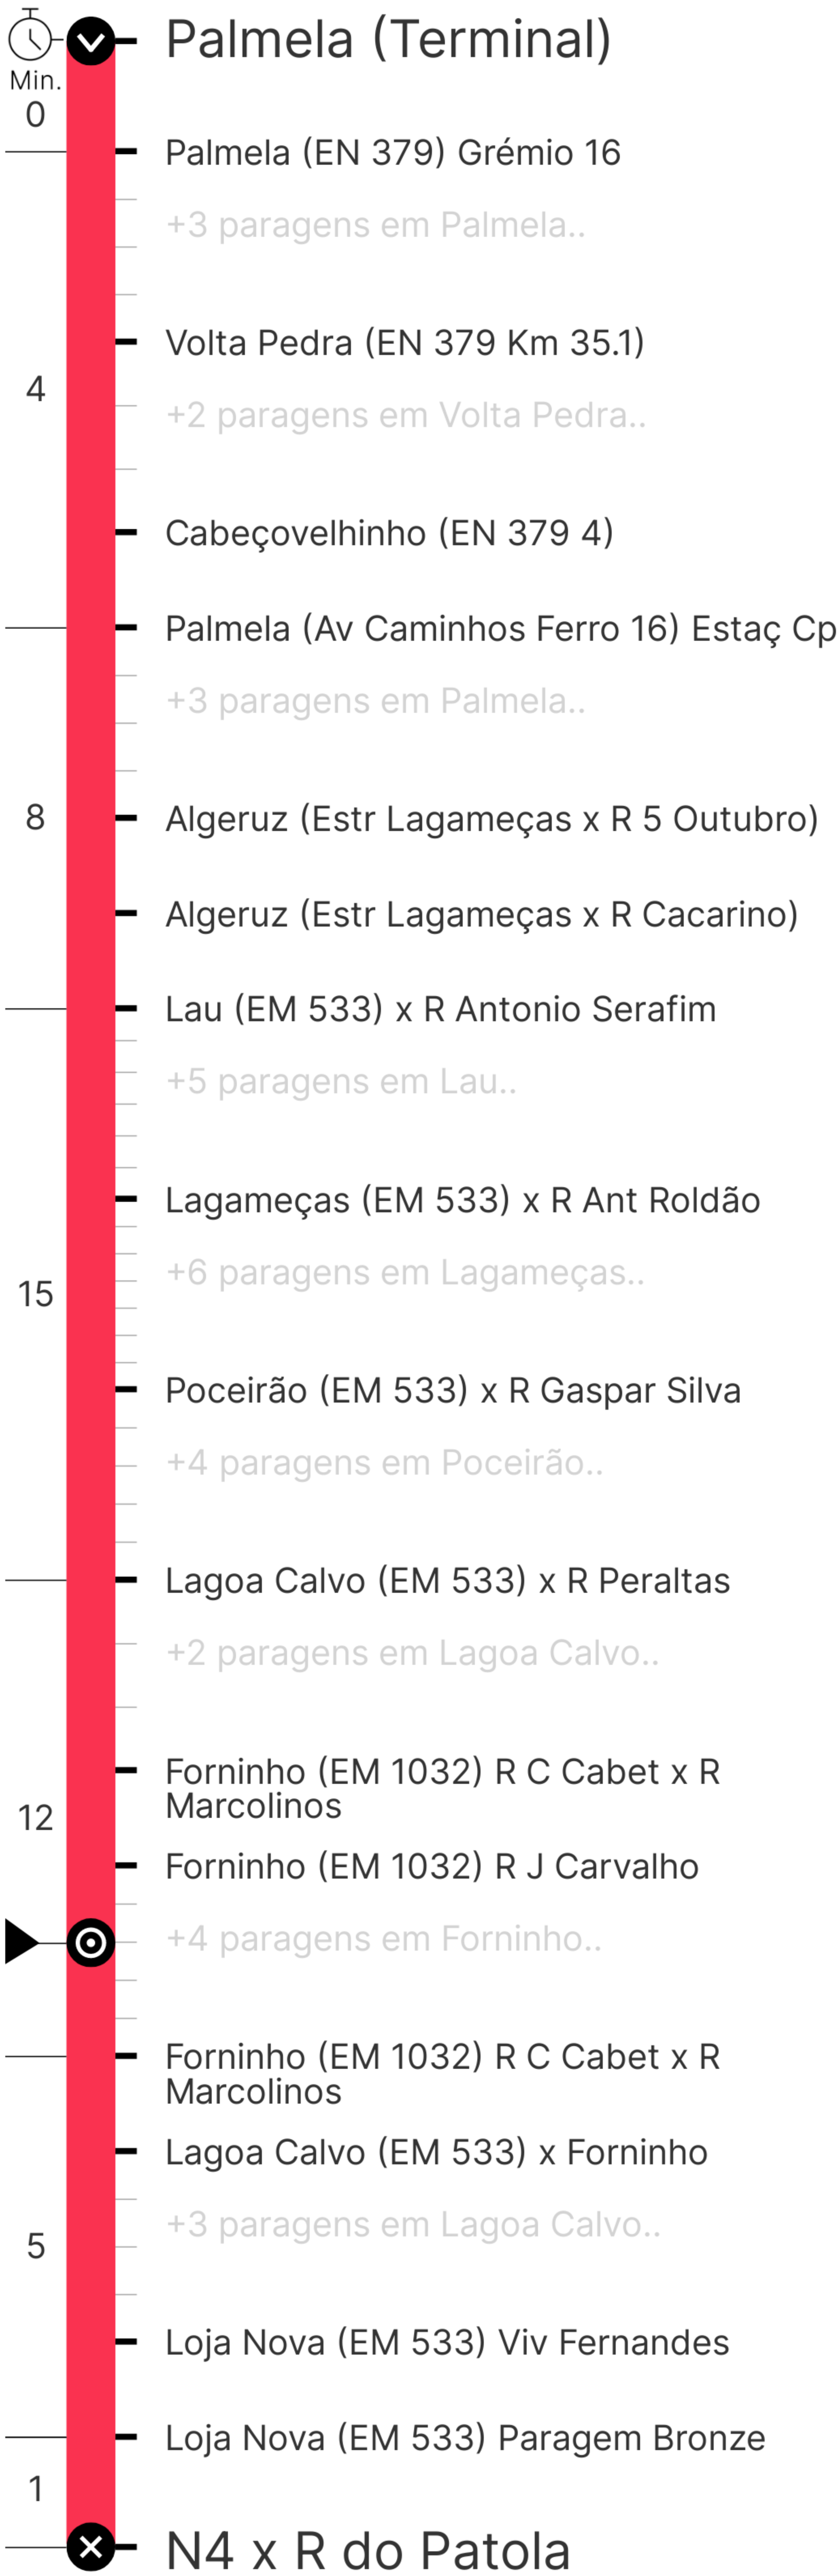 Palmela (Terminal)
Min.
0
Palmela (EN 379) Grémio 16
+3 paragens em Palmela..
Volta Pedra (EN 379 Km 35.1)
4
+2 paragens em Volta Pedra..
Cabeçovelhinho (EN 379 4)
Palmela (Av Caminhos Ferro 16) Estaç Cp
+3 paragens em Palmela..
8
Algeruz (Estr Lagameças x R 5 Outubro)
Algeruz (Estr Lagameças x R Cacarino)
Lau (EM 533) x R Antonio Serafim
+5 paragens em Lau..
Lagameças (EM 533) x R Ant Roldão
+6 paragens em Lagameças..
15
Poceirão (EM 533) x R Gaspar Silva
+4 paragens em Poceirão..
Lagoa Calvo (EM 533) x R Peraltas
+2 paragens em Lagoa Calvo..
Forninho (EM 1032) R C Cabet x R
Marcolinos
12
Forninho (EM 1032) R J Carvalho
+4 paragens em Forninho..
Forninho (EM 1032) R C Cabet x R
Marcolinos
Lagoa Calvo (EM 533) x Forninho
+3 paragens em Lagoa Calvo..
5
Loja Nova (EM 533) Viv Fernandes
Loja Nova (EM 533) Paragem Bronze
1
N4 x R do Patola